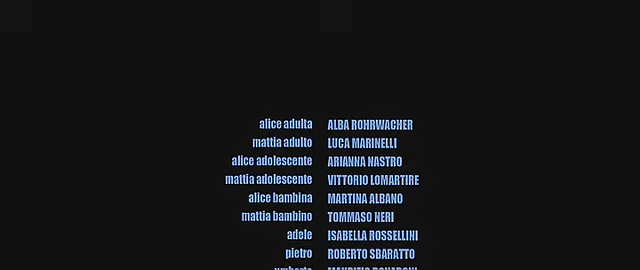 alice adulta ALBA ROHRWACHER
mattia adulto LUCA MARINELLI
alice adolescente ARIANNA NASTRO
mattia adolescente VITTORIO LOMARTIRE
alice bambina MARTINA ALBANO
mattia bambino TOMMASO NERI
adele ISABELLA ROSSELLINI
pietro ROBERTO SBARATTO